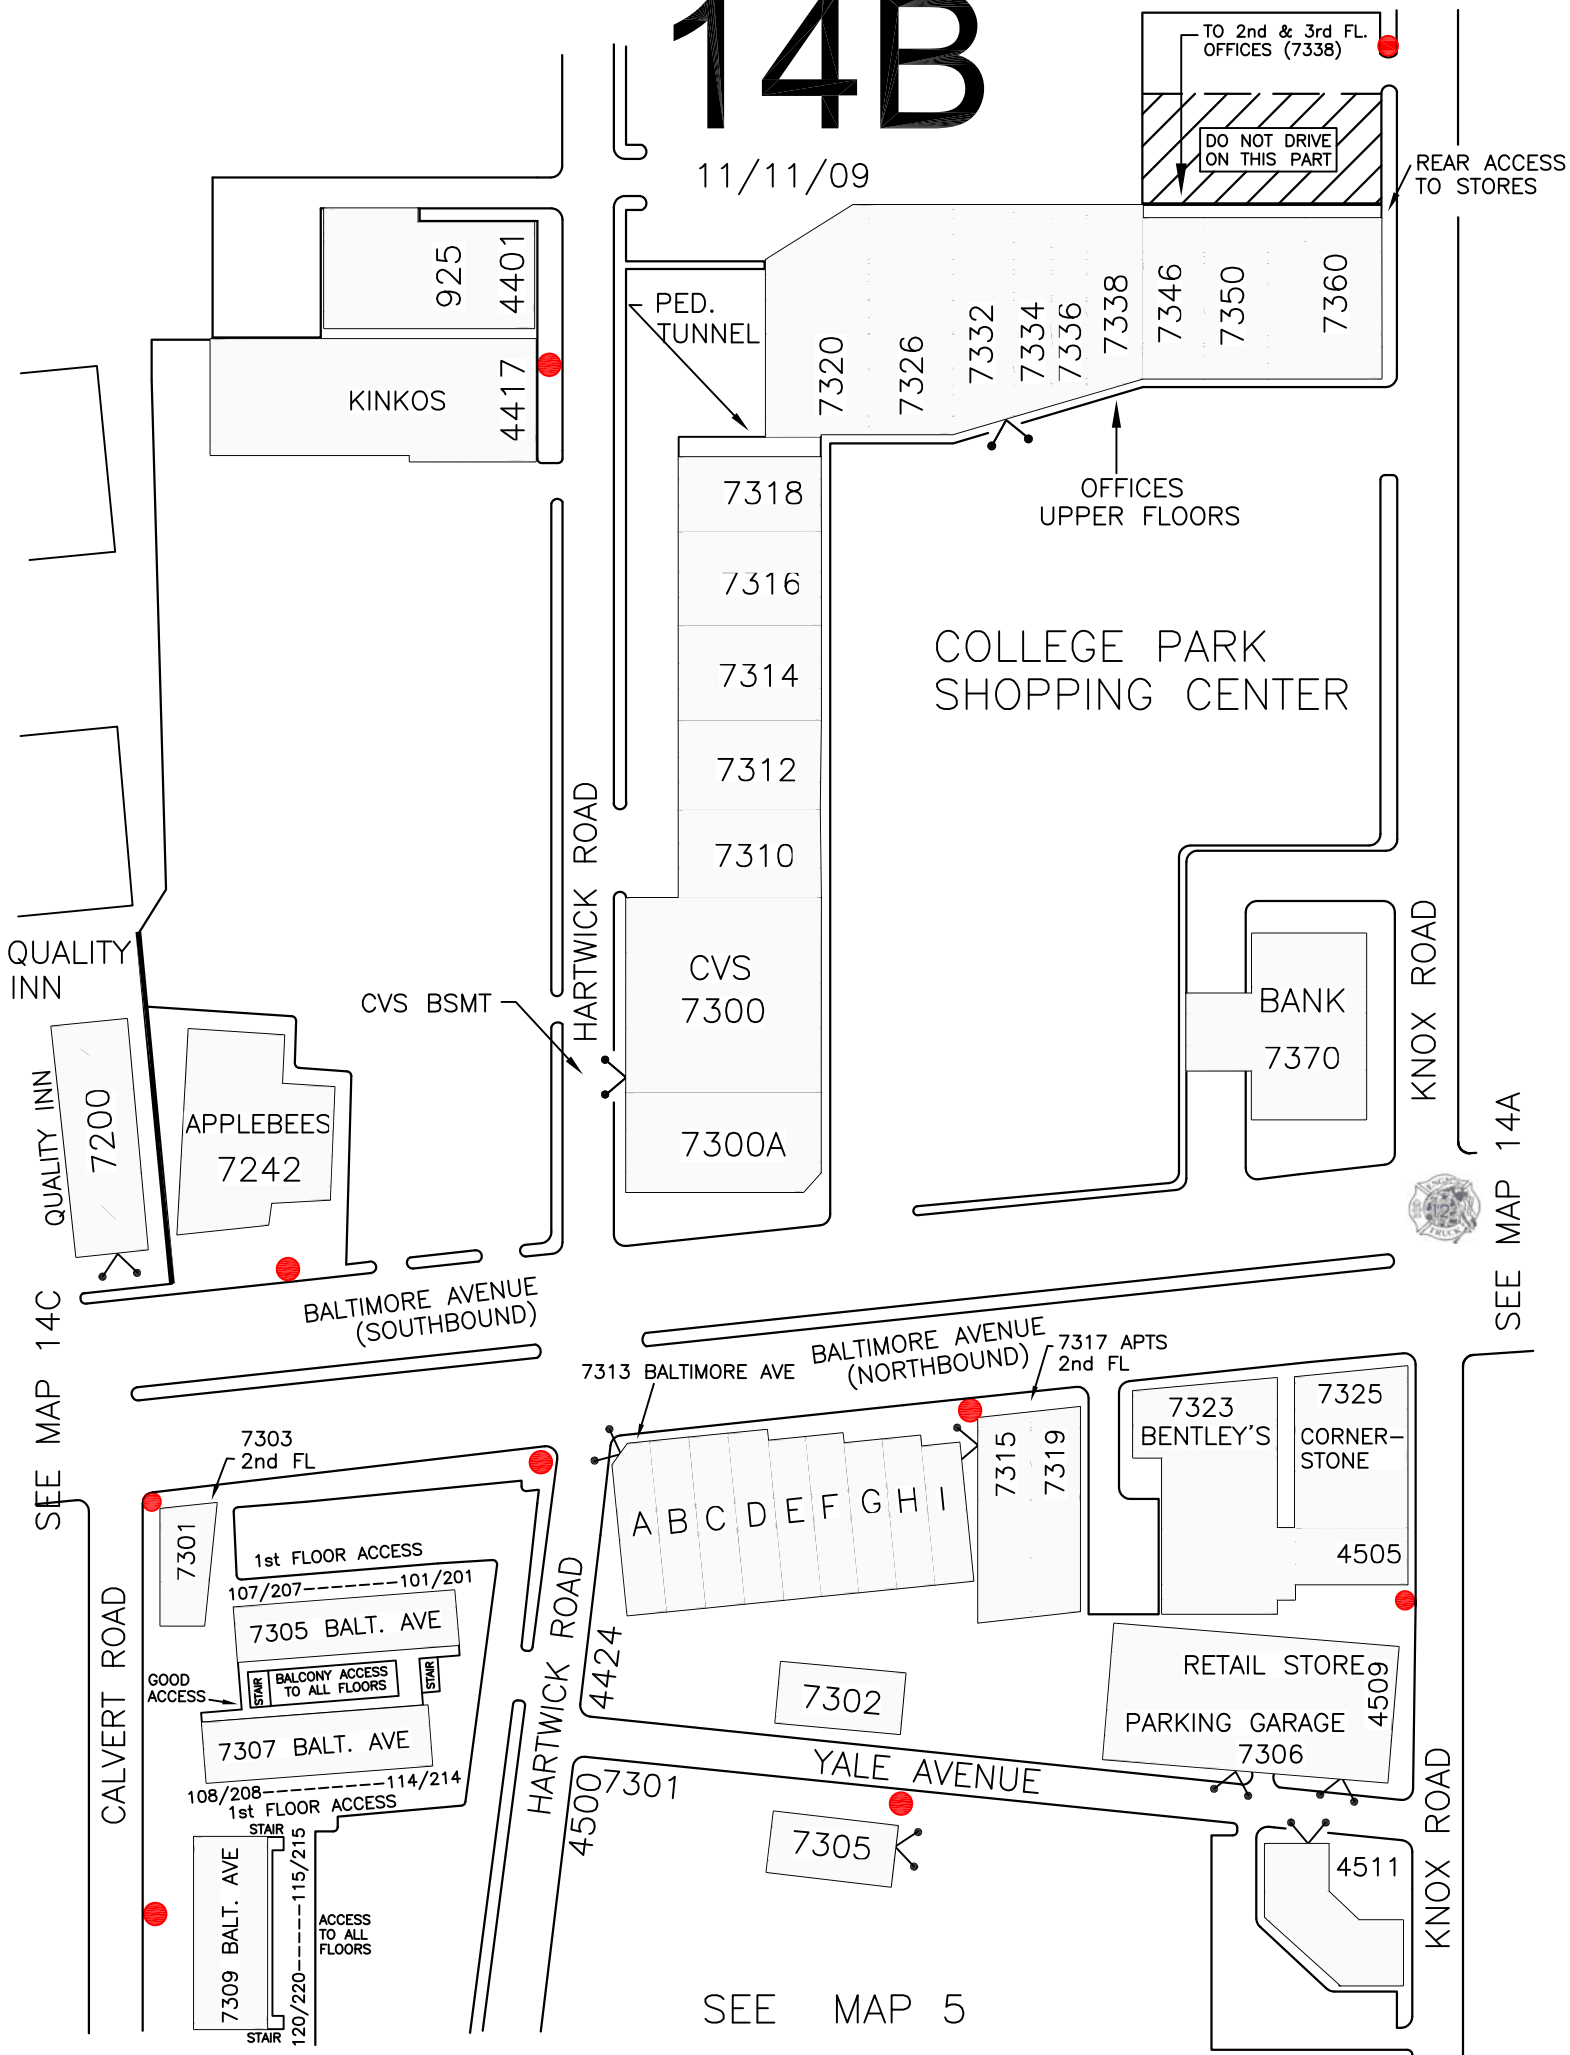 14B
11/11/09
TO 2nd & 3rd FL.
OFFICES (7338)
DO NOT DRIVE
ON THIS PART
REAR ACCESS
TO STORES
925
4401
KINKOS
4417
PED.
TUNNEL
7320
7326
7332
7334
7336
7338
7346
7350
7360
OFFICES
UPPER FLOORS
7318
7316
7314
7312
7310
COLLEGE PARK
SHOPPING CENTER
HARTWICK ROAD
CVS
7300
7300A
CVS BSMT
BANK
7370
KNOX ROAD
QUALITY
INN
QUALITY INN
7200
APPLEBEES
7242
SEE MAP 14A
SEE MAP 14C
BALTIMORE AVENUE
(SOUTHBOUND)
BALTIMORE AVENUE
(NORTHBOUND)
7313 BALTIMORE AVE
7317 APTS
2nd FL
7303
2nd FL
7301
A B C D E F G H I
7315
7319
7323
BENTLEY'S
7325
CORNER-
STONE
4505
1st FLOOR ACCESS
107/207-------101/201
7305 BALT. AVE
GOOD
ACCESS
STAIR
BALCONY ACCESS
TO ALL FLOORS
STAIR
7307 BALT. AVE
108/208----------114/214
1st FLOOR ACCESS
STAIR
7309 BALT. AVE
120/220-----115/215
ACCESS
TO ALL
FLOORS
STAIR
CALVERT ROAD
HARTWICK ROAD
4424
4500
7301
7302
YALE AVENUE
7305
RETAIL STORE
4509
PARKING GARAGE
7306
4511
KNOX ROAD
SEE MAP 5